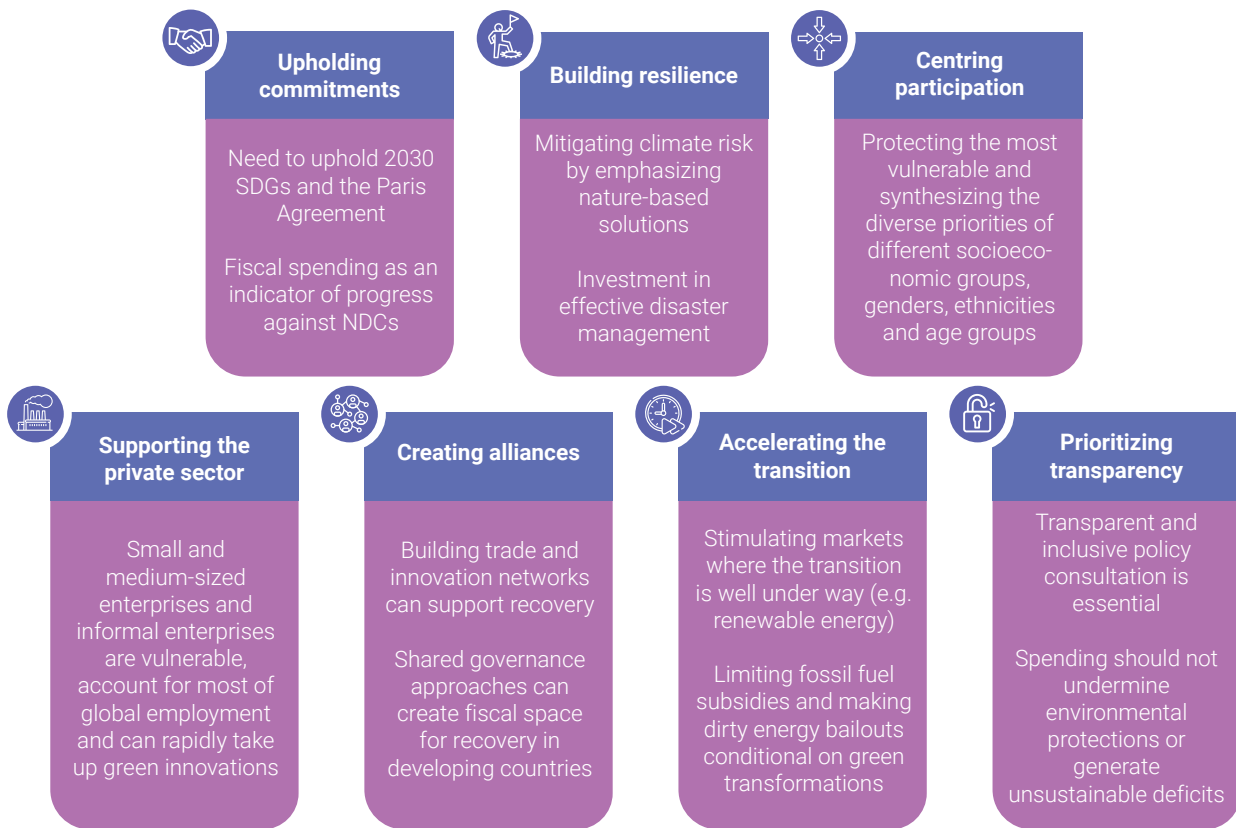 Upholding
commitments
Need to uphold 2030
SDGs and the Paris
Agreement
Fiscal spending as an
indicator of progress
against NDCs
Building resilience
Mitigating climate risk
by emphasizing
nature-based
solutions
Investment in
effective disaster
management
Centring
participation
Protecting the most
vulnerable and
synthesizing the
diverse priorities of
different socioeco-
nomic groups,
genders, ethnicities
and age groups
Supporting the
private sector
Small and
medium-sized
enterprises and
informal enterprises
are vulnerable,
account for most of
global employment
and can rapidly take
up green innovations
Creating alliances
Building trade and
innovation networks
can support recovery
Shared governance
approaches can
create fiscal space
for recovery in
developing countries
Accelerating the
transition
Stimulating markets
where the transition
is well under way (e.g.
renewable energy)
Limiting fossil fuel
subsidies and making
dirty energy bailouts
conditional on green
transformations
Prioritizing
transparency
Transparent and
inclusive policy
consultation is
essential
Spending should not
undermine
environmental
protections or
generate
unsustainable deficits